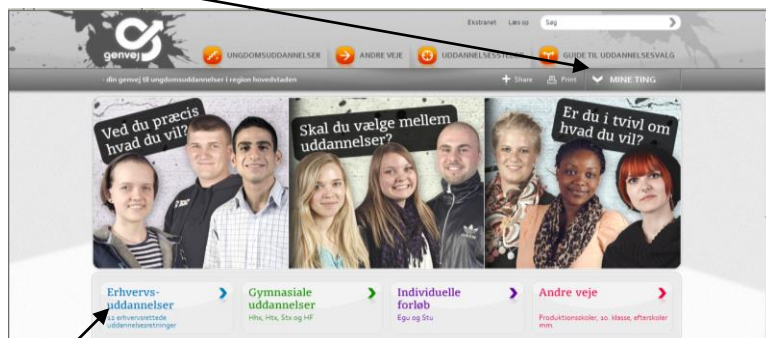 Ekstranet Læs op Søg
genvej
UNGDOMSUDDANNELSER ANDRE VEJE UDDANNELSESSTEDER GUIDE TIL UDDANNELSESVALG
- din genvej til ungdomsuddannelser i region hovedstaden Share Print MINE TING
Ved du præcis
hvad du vil?
Skal du vælge mellem
uddannelser?
Er du i tvivl om
hvad du vil?
Erhvervs-
uddannelser
12 erhvervsrettede
uddannelsesretninger
Gymnasiale
uddannelser
Hhx, Htx, Stx og HF
Individuelle
forløb
Egu og Stu
Andre veje
Produktionsskoler, 10. klasse, efterskoler
mm.